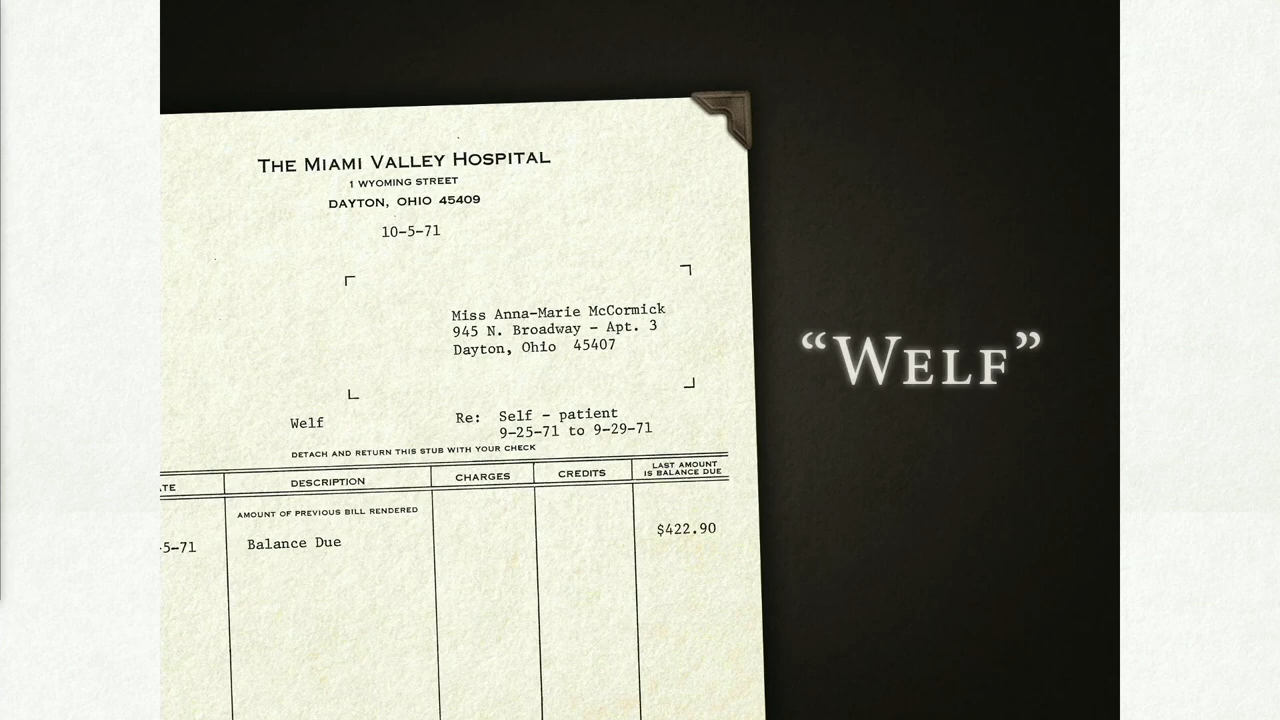 THE MIAMI VALLEY HOSPITAL
1 WYOMING STREET
DAYTON, OHIO 45409
10-5-71
Miss Anna-Marie McCormick
945 N. Broadway - Apt. 3
Dayton, Ohio 45407
Welf
Re: Self - patient
9-25-71 to 9-29-71
DETACH AND RETURN THIS STUB WITH YOUR CHECK
DESCRIPTION
CHARGES
CREDITS
LAST AMOUNT
IS BALANCE DUE
AMOUNT OF PREVIOUS BILL RENDERED
-5-71
Balance Due
$422.90
“WELF”